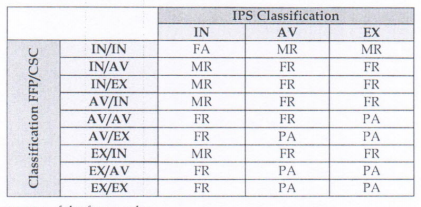 IPS Classification
IN AV EX
Classification FFP/CSC
IN/IN FA MR MR
IN/AV MR FR FR
IN/EX MR FR FR
AV/IN MR FR FR
AV/AV FR FR PA
AV/EX FR PA PA
EX/IN MR FR FR
EX/AV FR PA PA
EX/EX FR PA PA